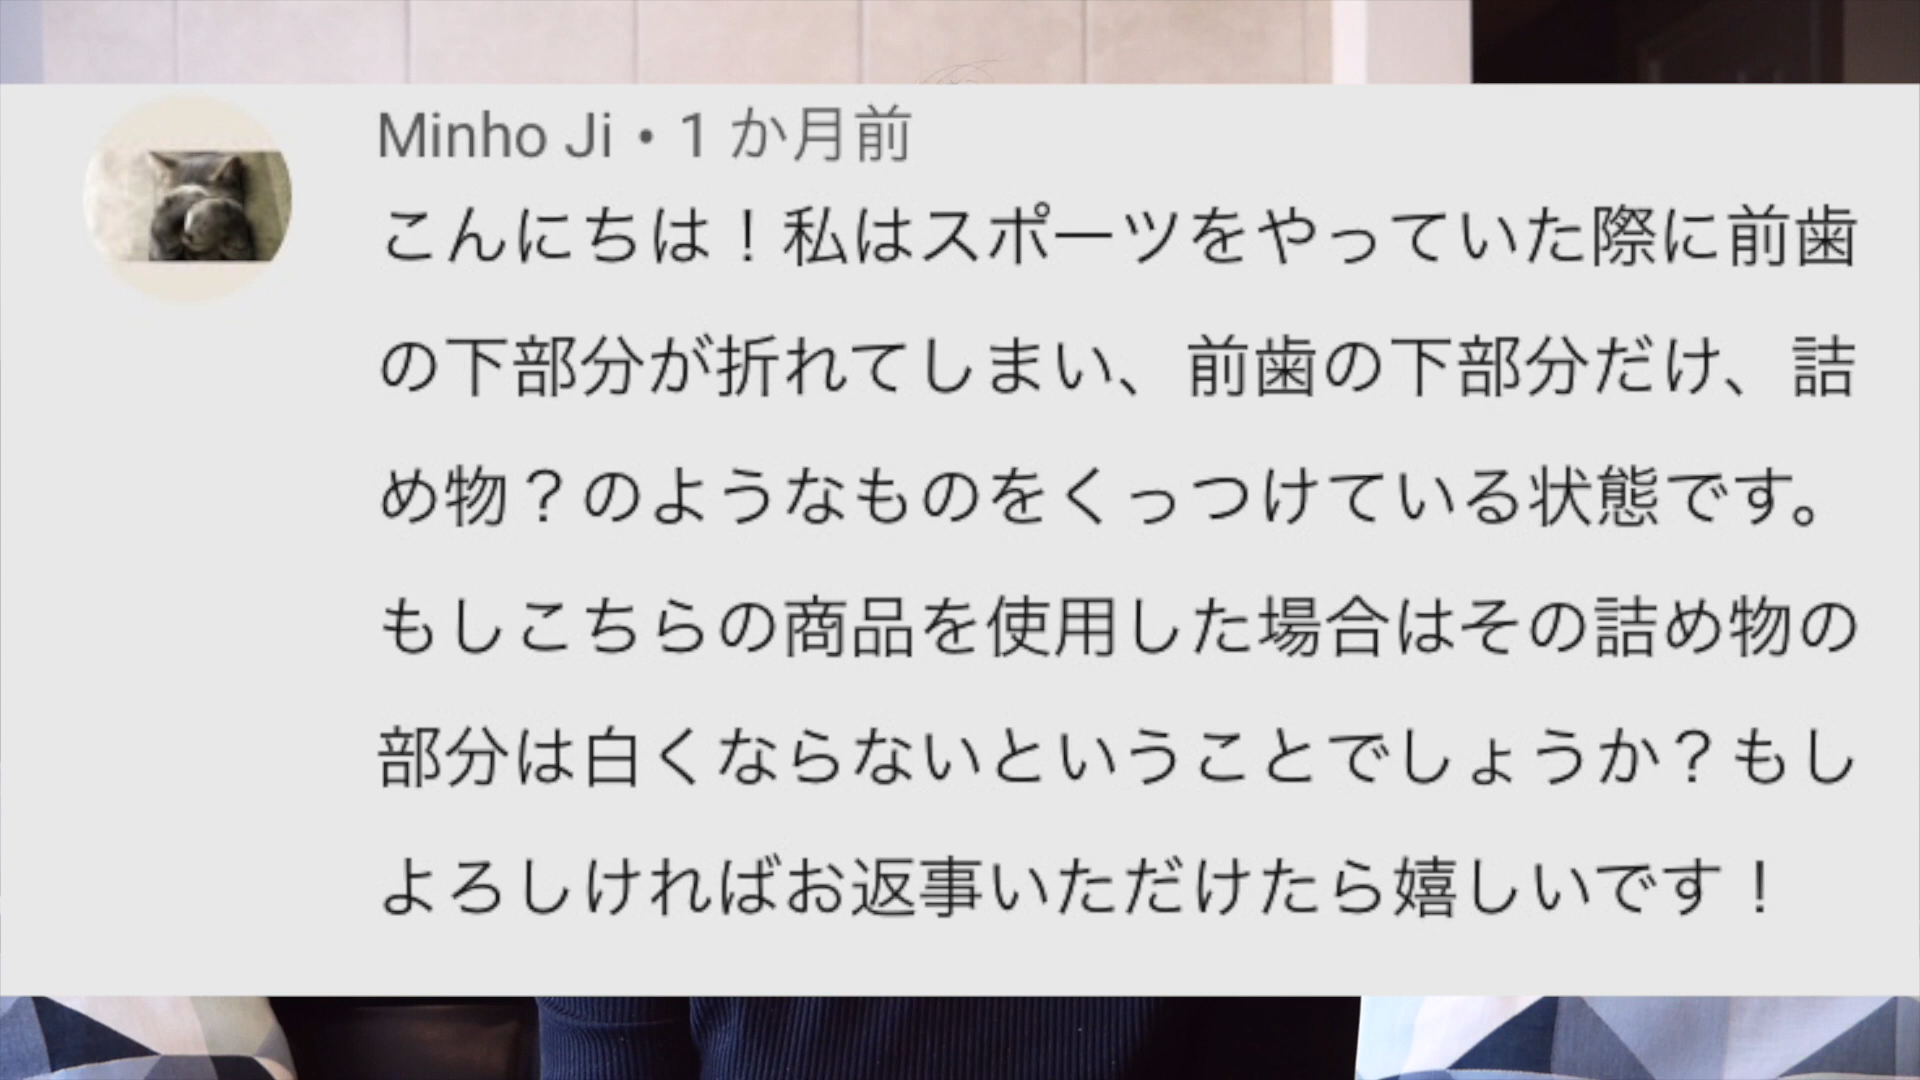 Minho Ji・1 か月前
こんにちは！私はスポーツをやっていた際に前歯
の下部分が折れてしまい、前歯の下部分だけ、詰
め物？のようなものをくっつけている状態です。
もしこちらの商品を使用した場合はその詰め物の
部分は白くならないということでしょうか？もし
よろしければお返事いただけたら嬉しいです！